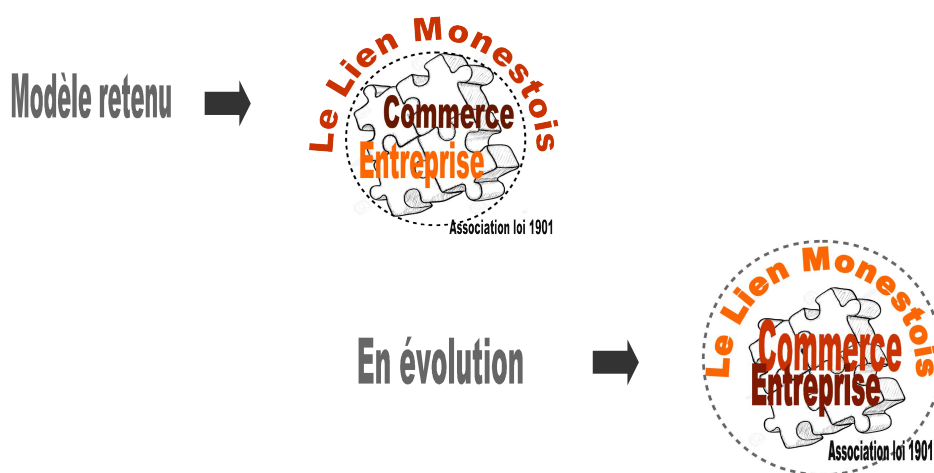 Le Lien Monestois
Modèle retenu
Commerce
Entreprise
Association loi 1901
Le Lien Monestois
En évolution
Commerce
Entreprise
Association loi 1901